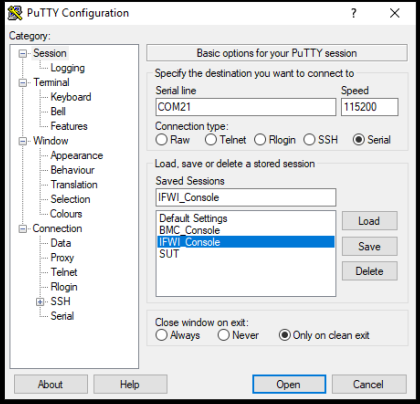 PuTTY Configuration
?
Category:
Session
Logging
Terminal
Keyboard
Bell
Features
Window
Appearance
Behaviour
Translation
Selection
Colours
Connection
Data
Proxy
Telnet
Rlogin
SSH
Serial
Basic options for your PuTTY session
Specify the destination you want to connect to
Serial line Speed
COM21 115200
Connection type:
Raw Telnet Rlogin SSH Serial
Load, save or delete a stored session
Saved Sessions
IFWI_Console
Default Settings
BMC_Console
IFWI_Console
SUT
Load
Save
Delete
Close window on exit:
Always Never Only on clean exit
About Help Open Cancel